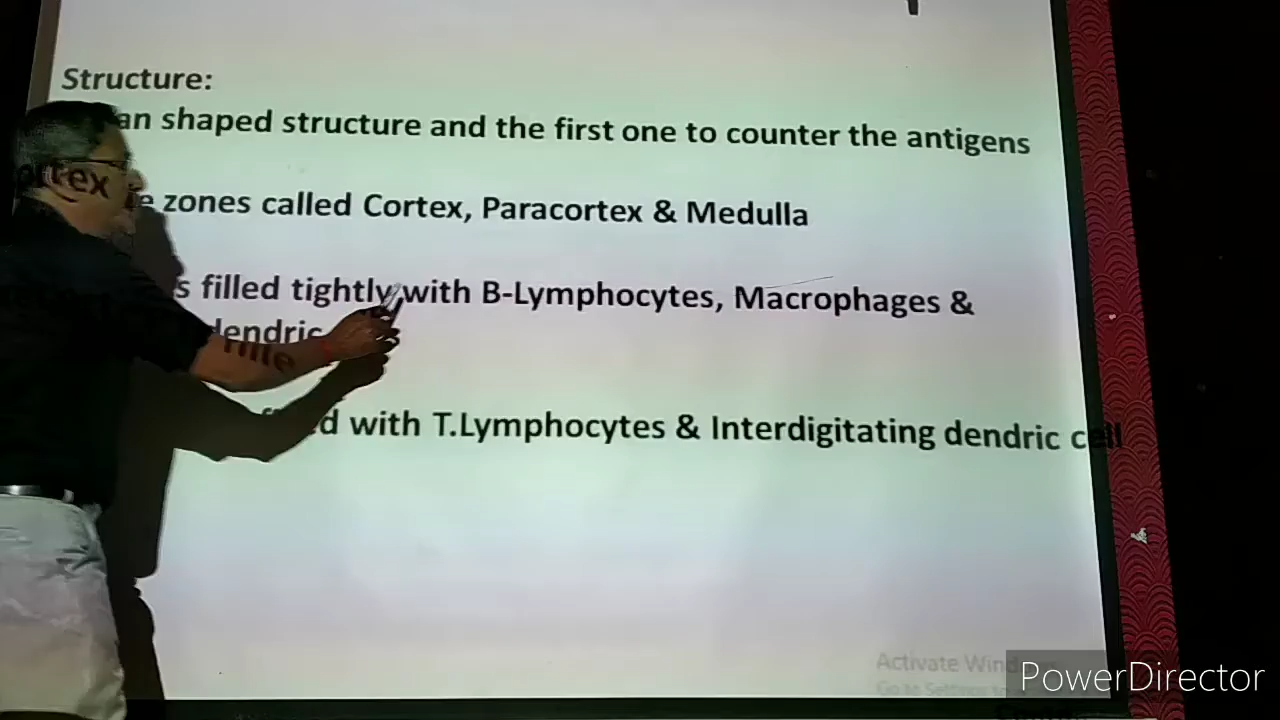 Structure:
an shaped structure and the first one to counter the antigens
zones called Cortex, Paracortex & Medulla
filled tightly with B-Lymphocytes, Macrophages &
dendric
with T.Lymphocytes & Interdigitating dendric cell
Activate
PowerDirector